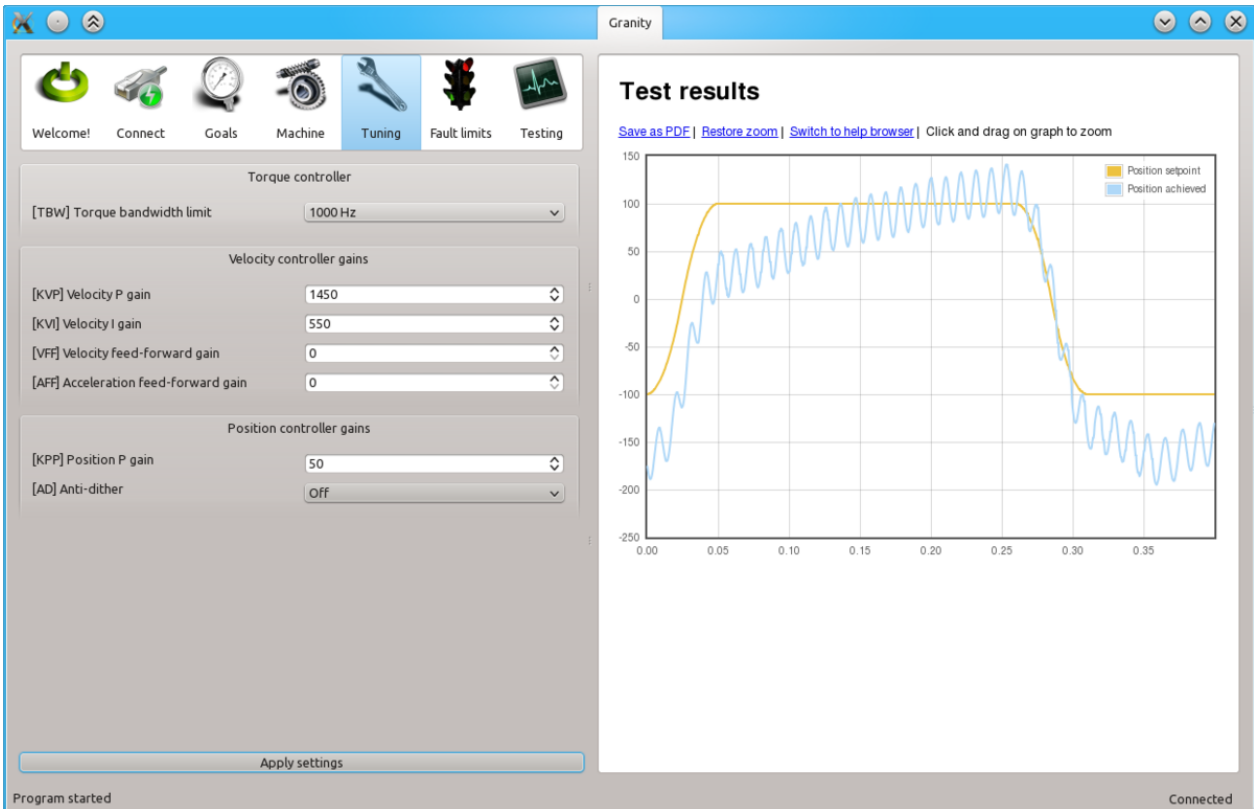 Granity
Welcome! Connect Goals Machine Tuning Fault limits Testing
Torque controller
[TBW] Torque bandwidth limit 1000 Hz
Velocity controller gains
[KVP] Velocity P gain 1450
[KVI] Velocity I gain 550
[VFF] Velocity feed-forward gain 0
[AFF] Acceleration feed-forward gain 0
Position controller gains
[KPP] Position P gain 50
[AD] Anti-dither Off
Apply settings
Test results
Save as PDF | Restore zoom | Switch to help browser | Click and drag on graph to zoom
Position setpoint
Position achieved
150
100
50
0
-50
-100
-150
-200
-250
0.00 0.05 0.10 0.15 0.20 0.25 0.30 0.35
Program started Connected